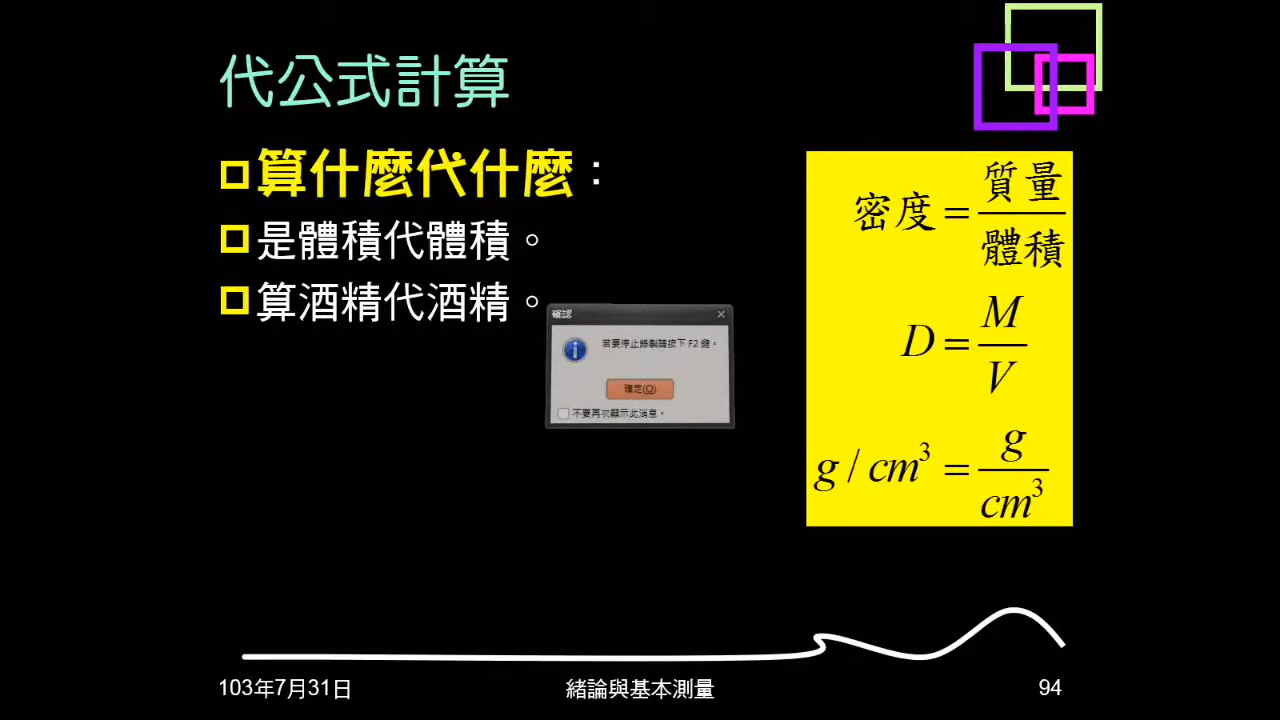 代公式計算
算什麼代什麼：
是體積代體積。
算酒精代酒精。
密度=質量/體積
D=M/V
g/cm³=g/cm³
確認
若要停止錄製請按下 F2 鍵。
確定(O)
不要再次顯示此消息。
103年7月31日
緒論與基本測量
94